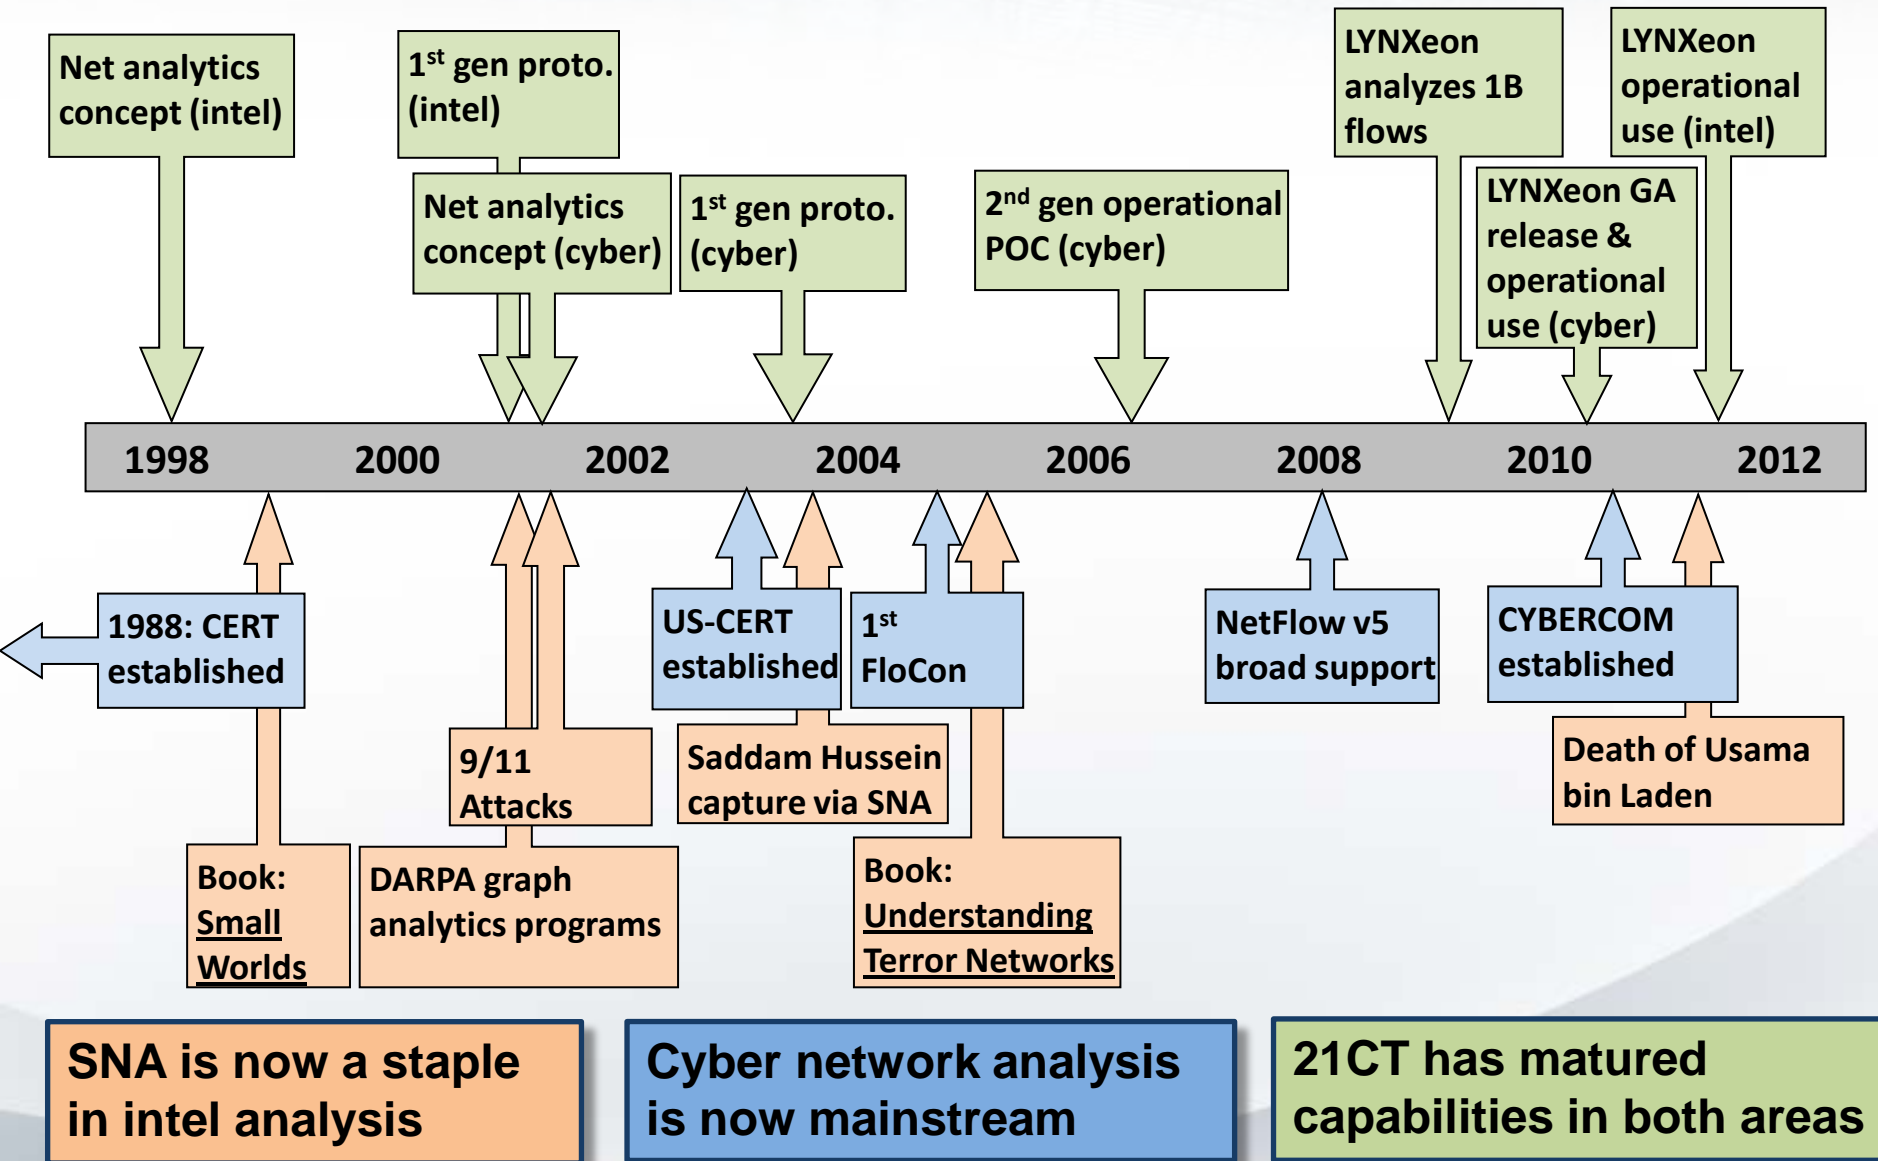 Net analytics
concept (intel)
1st gen proto.
(intel)
Net analytics
concept (cyber)
1st gen proto.
(cyber)
2nd gen operational
POC (cyber)
LYNXeon
analyzes 1B
flows
LYNXeon GA
release &
operational
use (cyber)
LYNXeon
operational
use (intel)
1998 2000 2002 2004 2006 2008 2010 2012
1988: CERT
established
US-CERT
established
1st
FloCon
NetFlow v5
broad support
CYBERCOM
established
9/11
Attacks
Saddam Hussein
capture via SNA
Death of Usama
bin Laden
Book:
Small
Worlds
DARPA graph
analytics programs
Book:
Understanding
Terror Networks
SNA is now a staple
in intel analysis
Cyber network analysis
is now mainstream
21CT has matured
capabilities in both areas